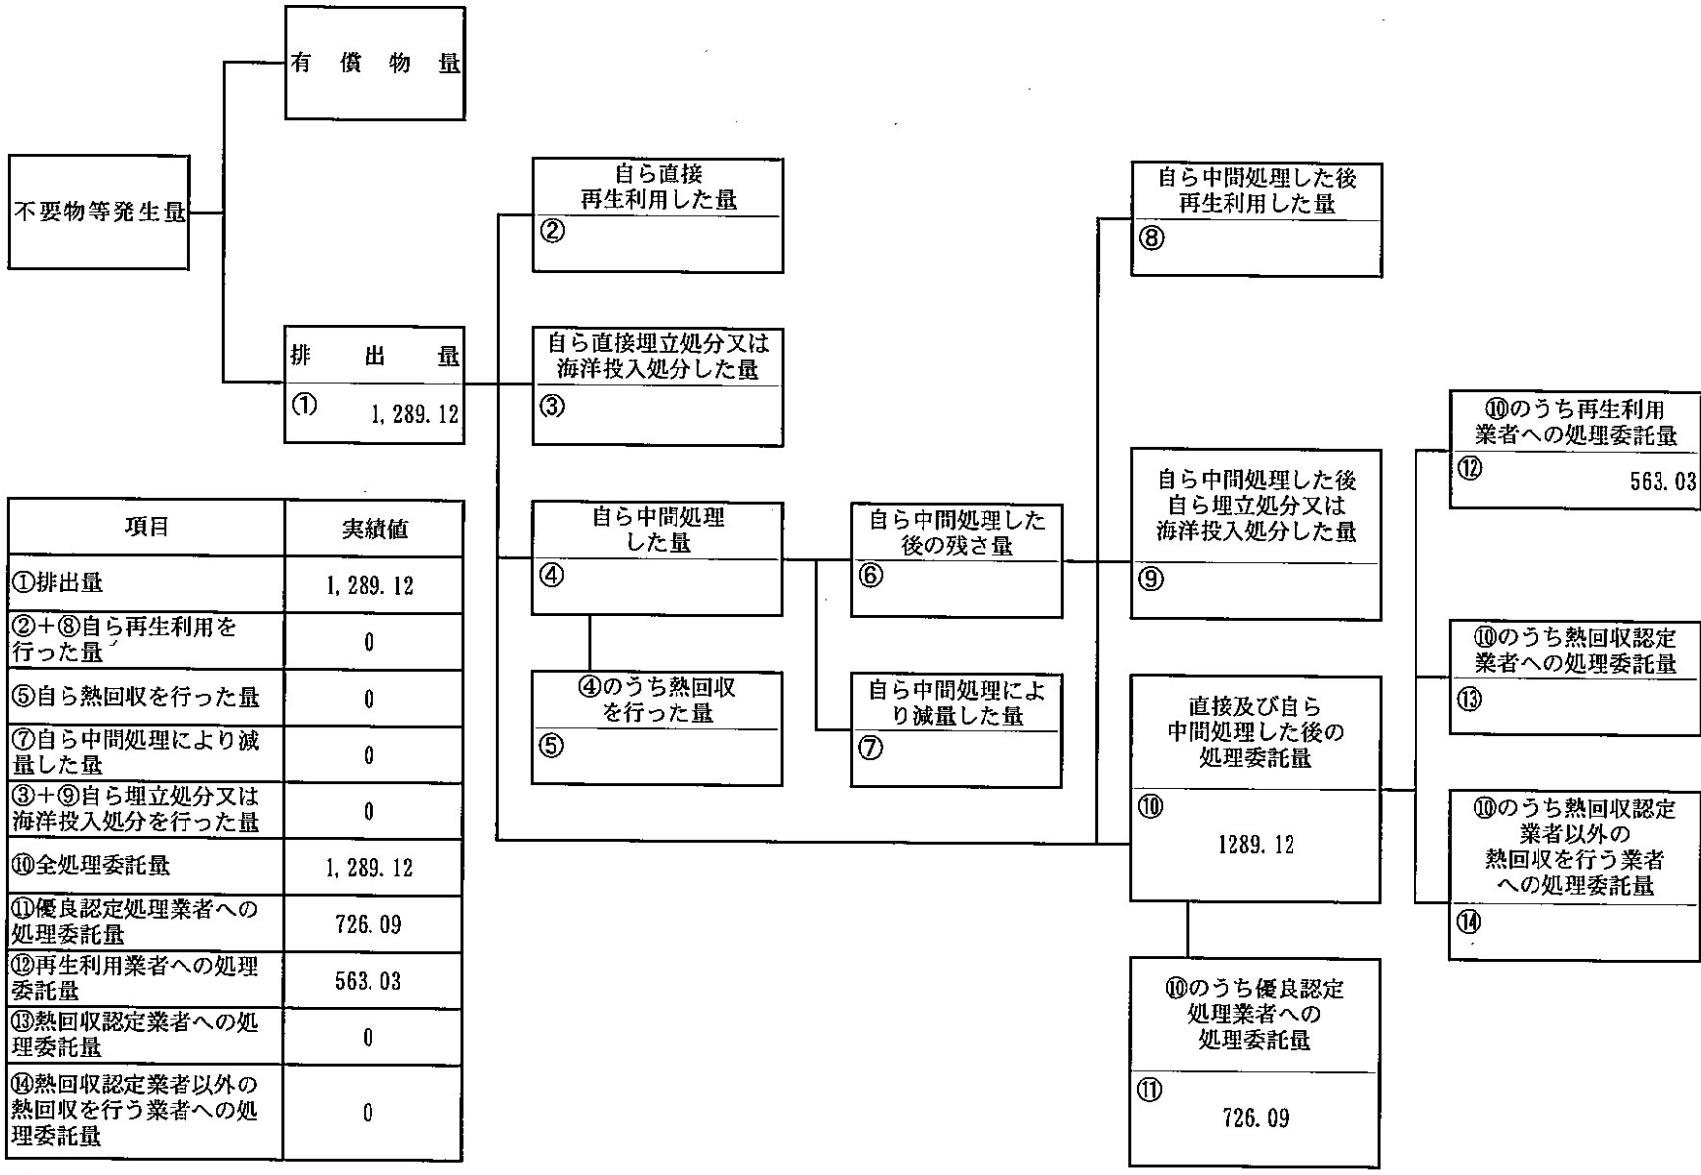 有償物量
不要物等発生量
排出量
① 1,289.12
自ら直接
再生利用した量
②
自ら直接埋立処分又は
海洋投入処分した量
③
自ら中間処理
した量
④
④のうち熱回収
を行った量
⑤
自ら中間処理した
後の残さ量
⑥
自ら中間処理によ
り減量した量
⑦
自ら中間処理した後
再生利用した量
⑧
自ら中間処理した後
自ら埋立処分又は
海洋投入処分した量
⑨
直接及び自ら
中間処理した後の
処理委託量
⑩
1289.12
⑩のうち優良認定
処理業者への
処理委託量
⑪
726.09
⑩のうち再生利用
業者への処理委託量
⑫
563.03
⑩のうち熱回収認定
業者への処理委託量
⑬
⑩のうち熱回収認定
業者以外の
熱回収を行う業者
への処理委託量
⑭
項目 実績値
①排出量 1,289.12
②+⑧自ら再生利用を
行った量 0
⑤自ら熱回収を行った量 0
⑦自ら中間処理により減
量した量 0
③+⑨自ら埋立処分又は
海洋投入処分を行った量 0
⑩全処理委託量 1,289.12
⑪優良認定処理業者への
処理委託量 726.09
⑫再生利用業者への処理
委託量 563.03
⑬熱回収認定業者への処
理委託量 0
⑭熱回収認定業者以外の
熱回収を行う業者への処
理委託量 0